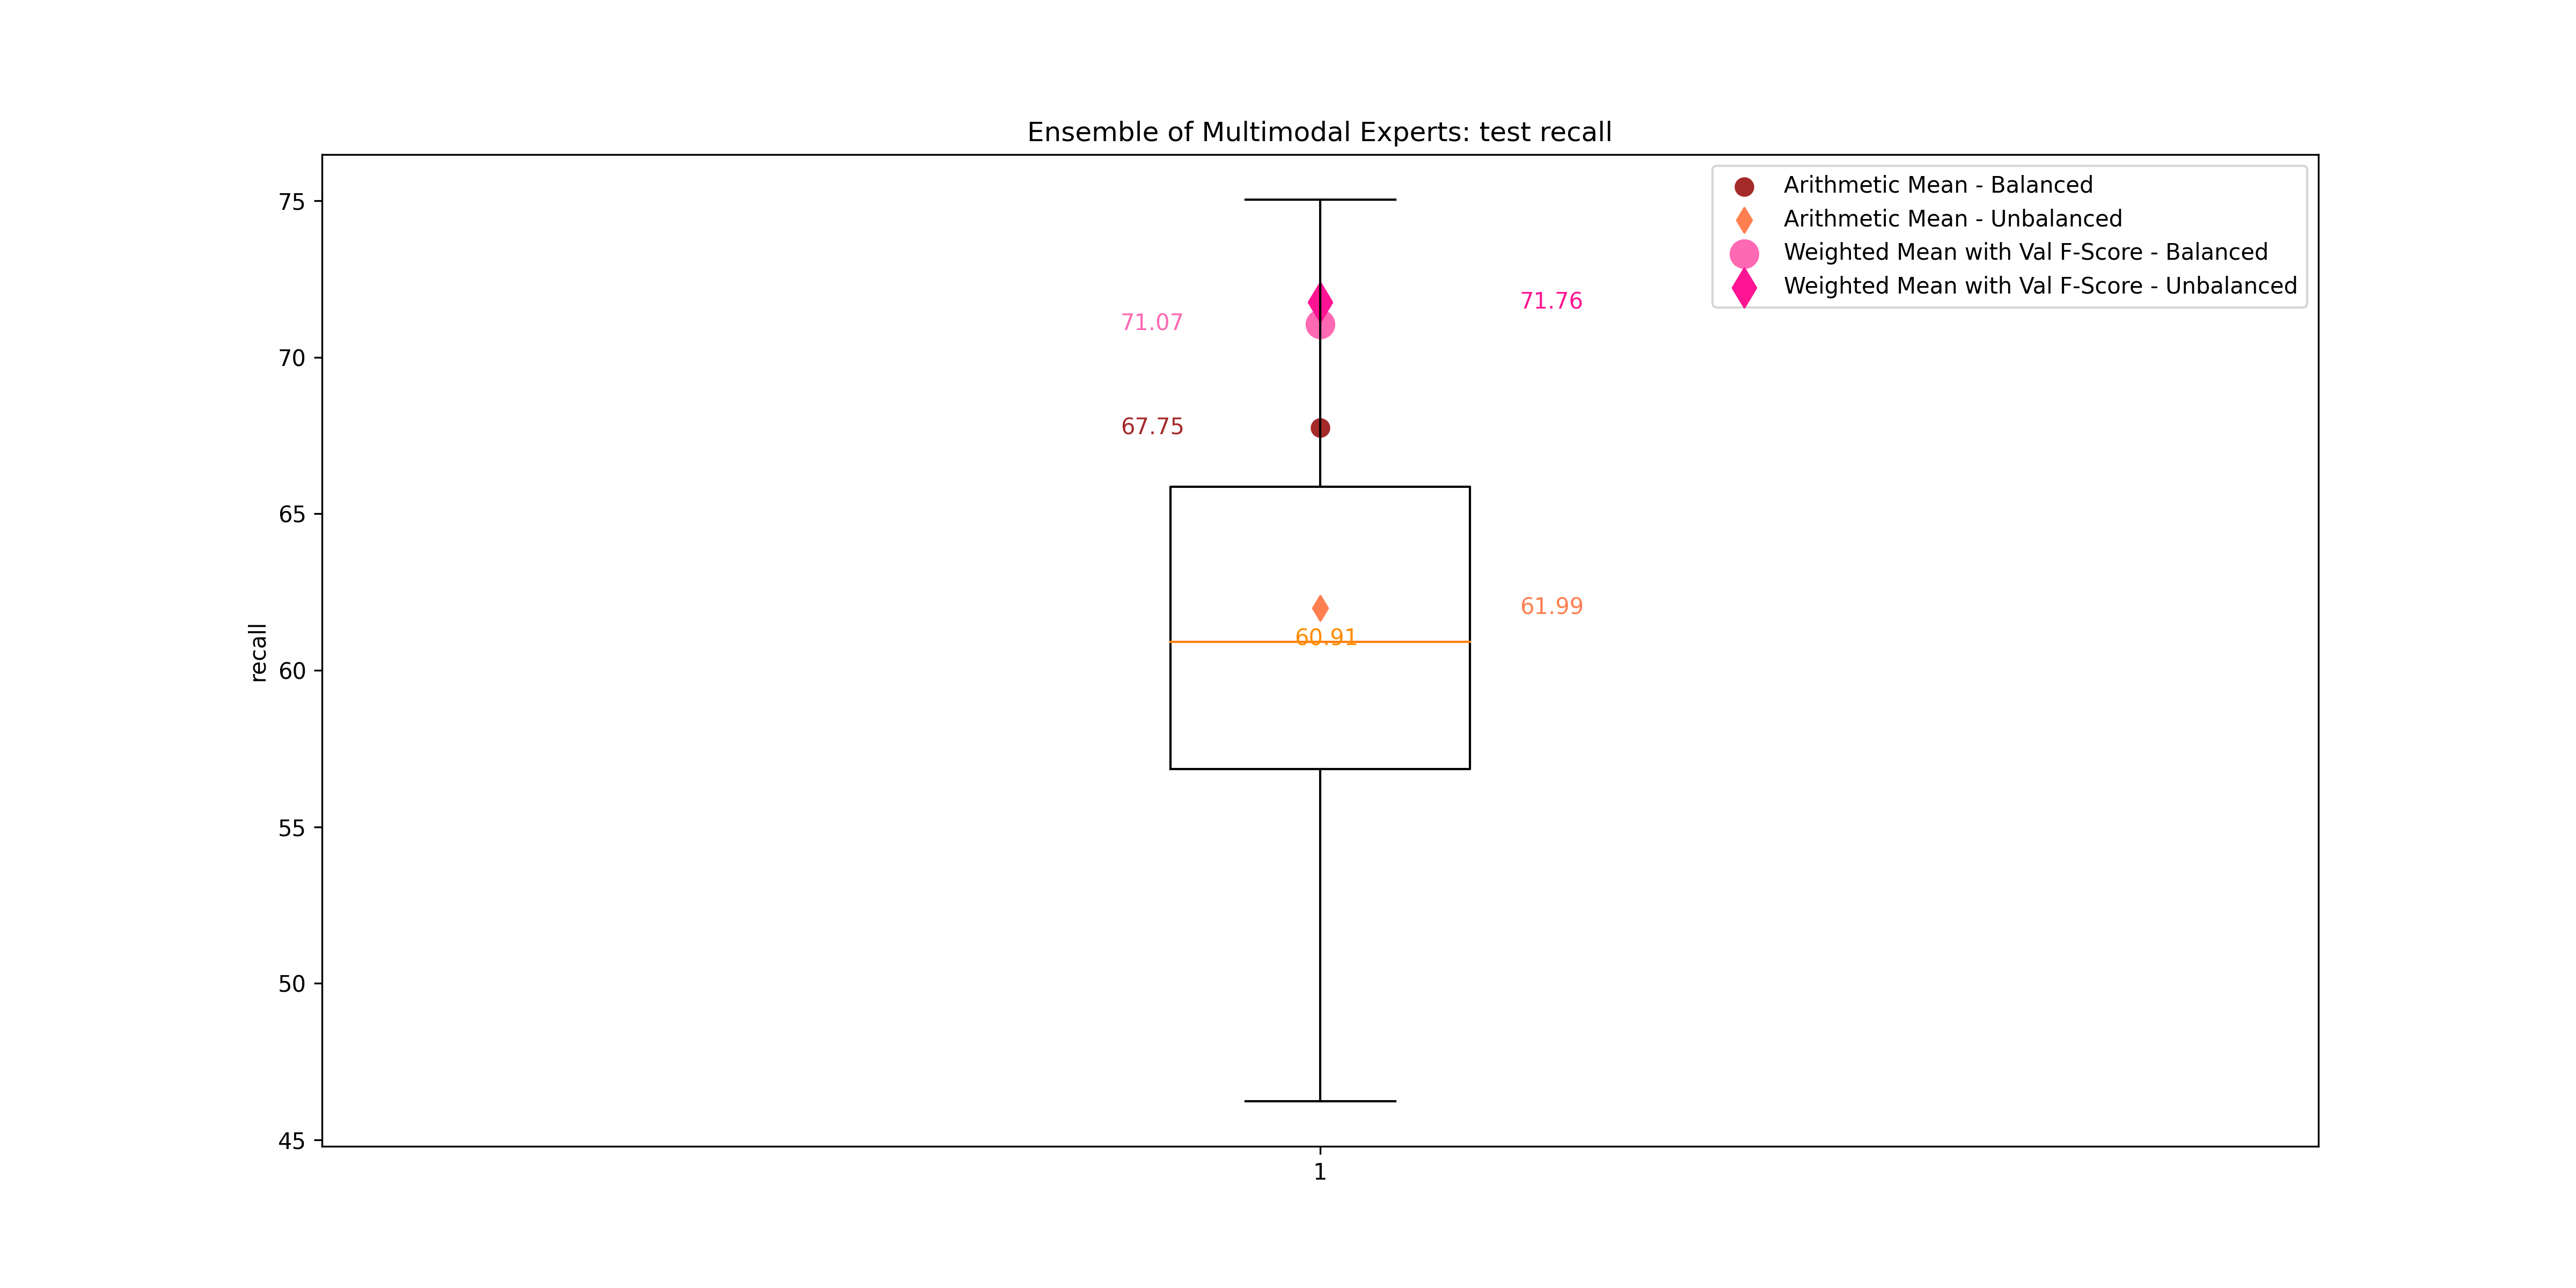 Ensemble of Multimodal Experts: test recall
Arithmetic Mean - Balanced
Arithmetic Mean - Unbalanced
Weighted Mean with Val F-Score - Balanced
Weighted Mean with Val F-Score - Unbalanced
75
70
65
60
55
50
45
recall
71.76
71.07
67.75
61.99
60.91
1